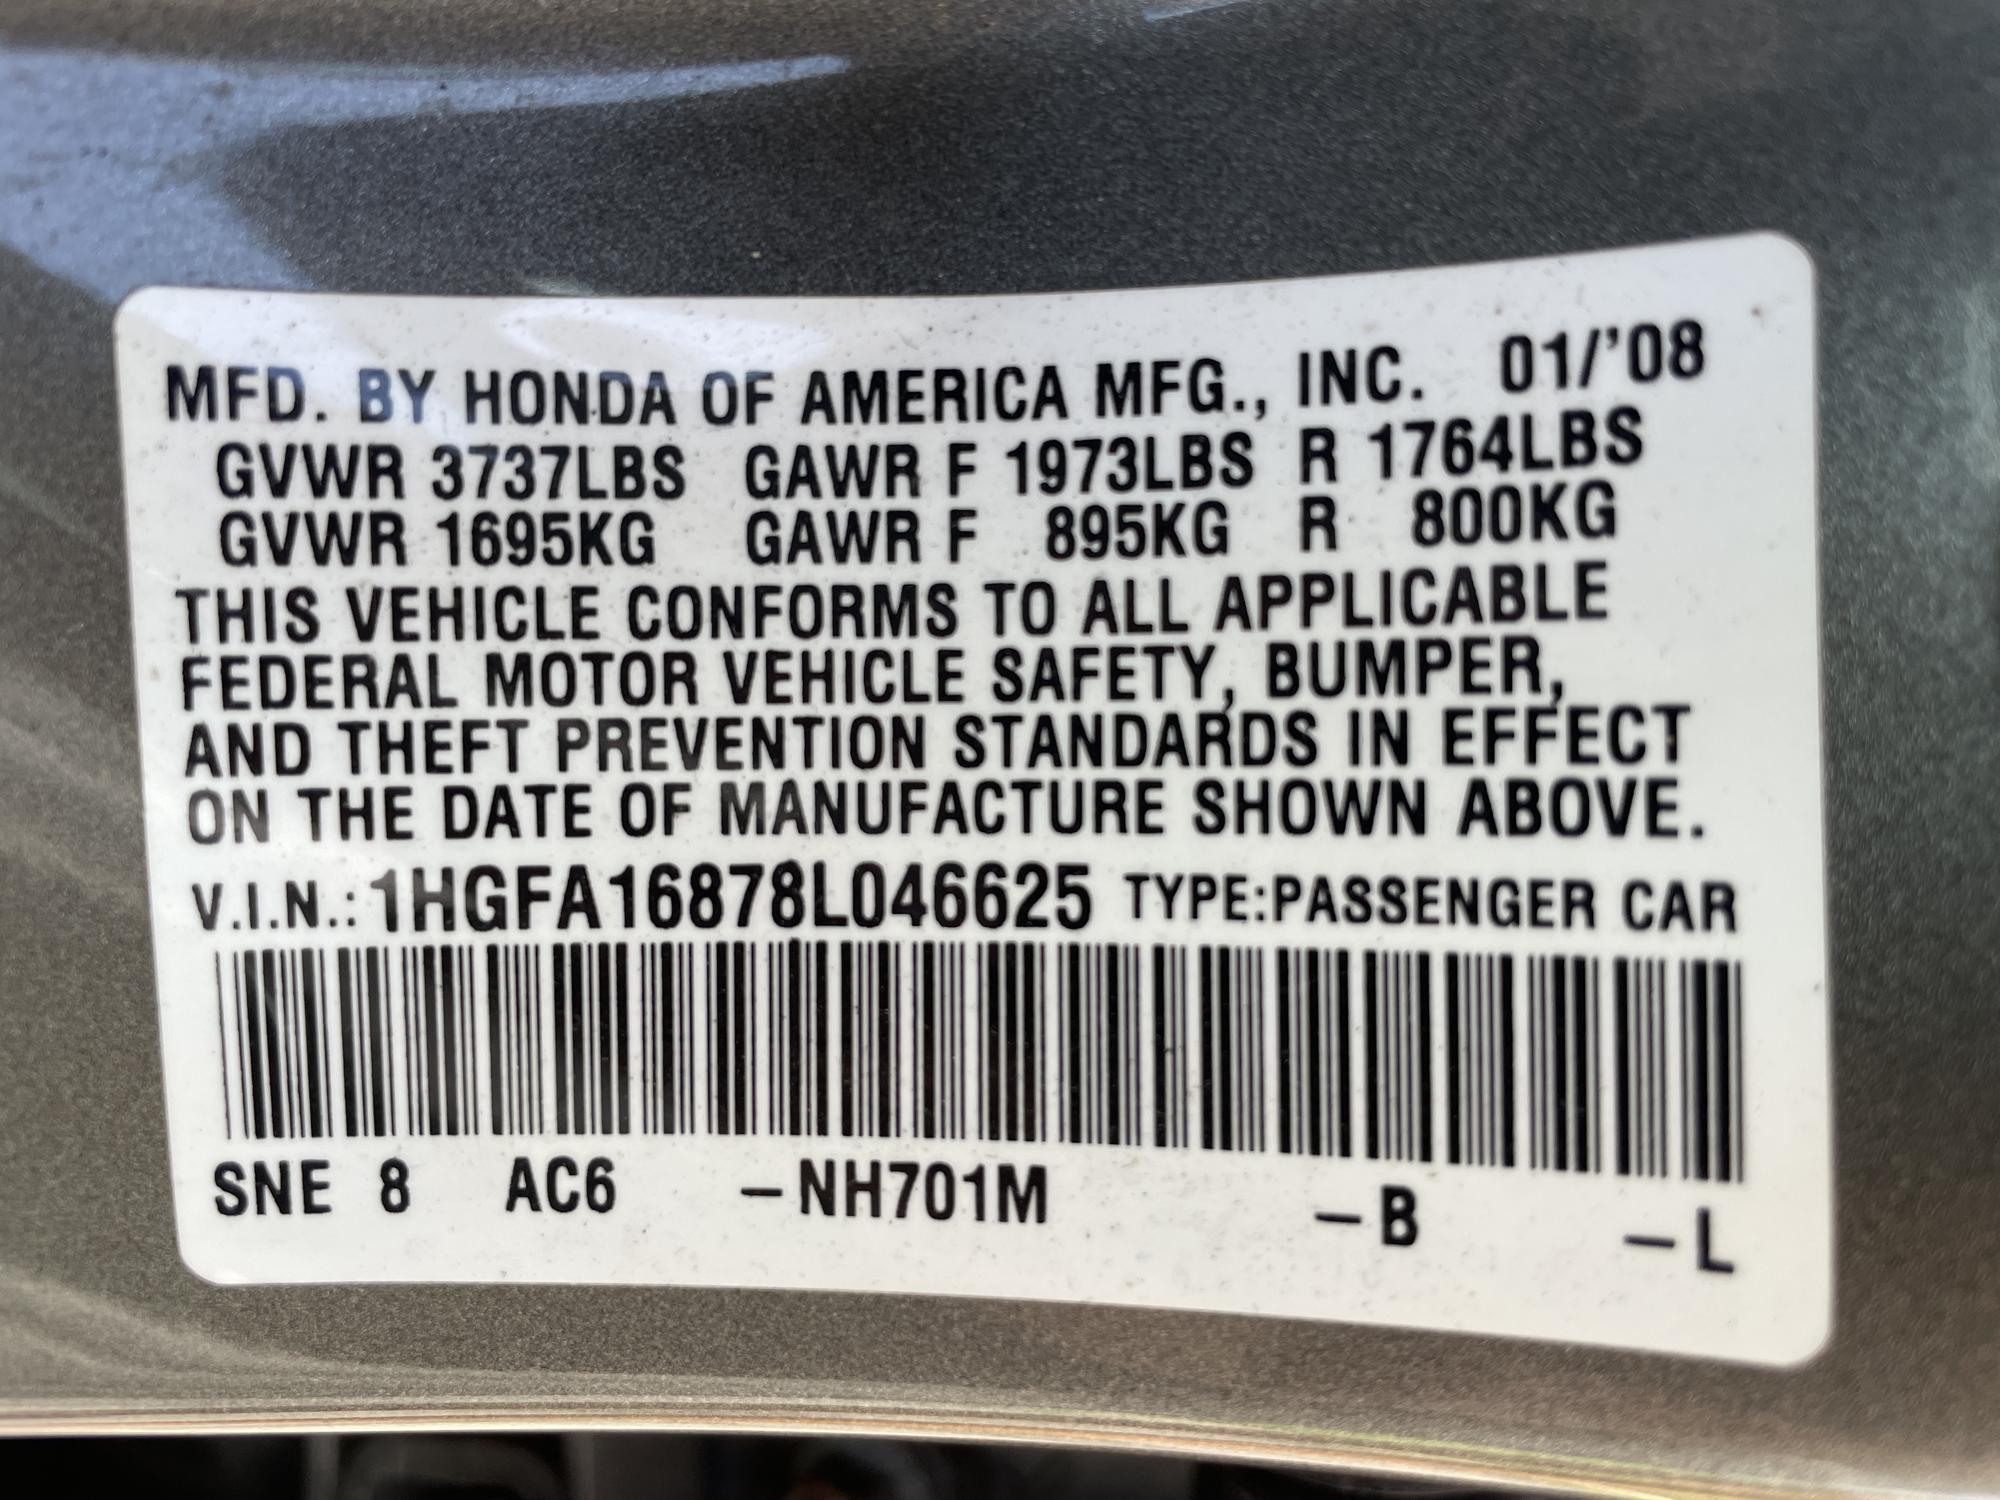 MFD. BY HONDA OF AMERICA MFG., INC. 01/'08
GVWR 3737LBS GAWR F 1973LBS R 1764LBS
GVWR 1695KG GAWR F 895KG R 800KG
THIS VEHICLE CONFORMS TO ALL APPLICABLE
FEDERAL MOTOR VEHICLE SAFETY, BUMPER,
AND THEFT PREVENTION STANDARDS IN EFFECT
ON THE DATE OF MANUFACTURE SHOWN ABOVE.
V.I.N.: 1HGFA16878L046625 TYPE:PASSENGER CAR
SNE 8 AC6 –NH701M –B –L